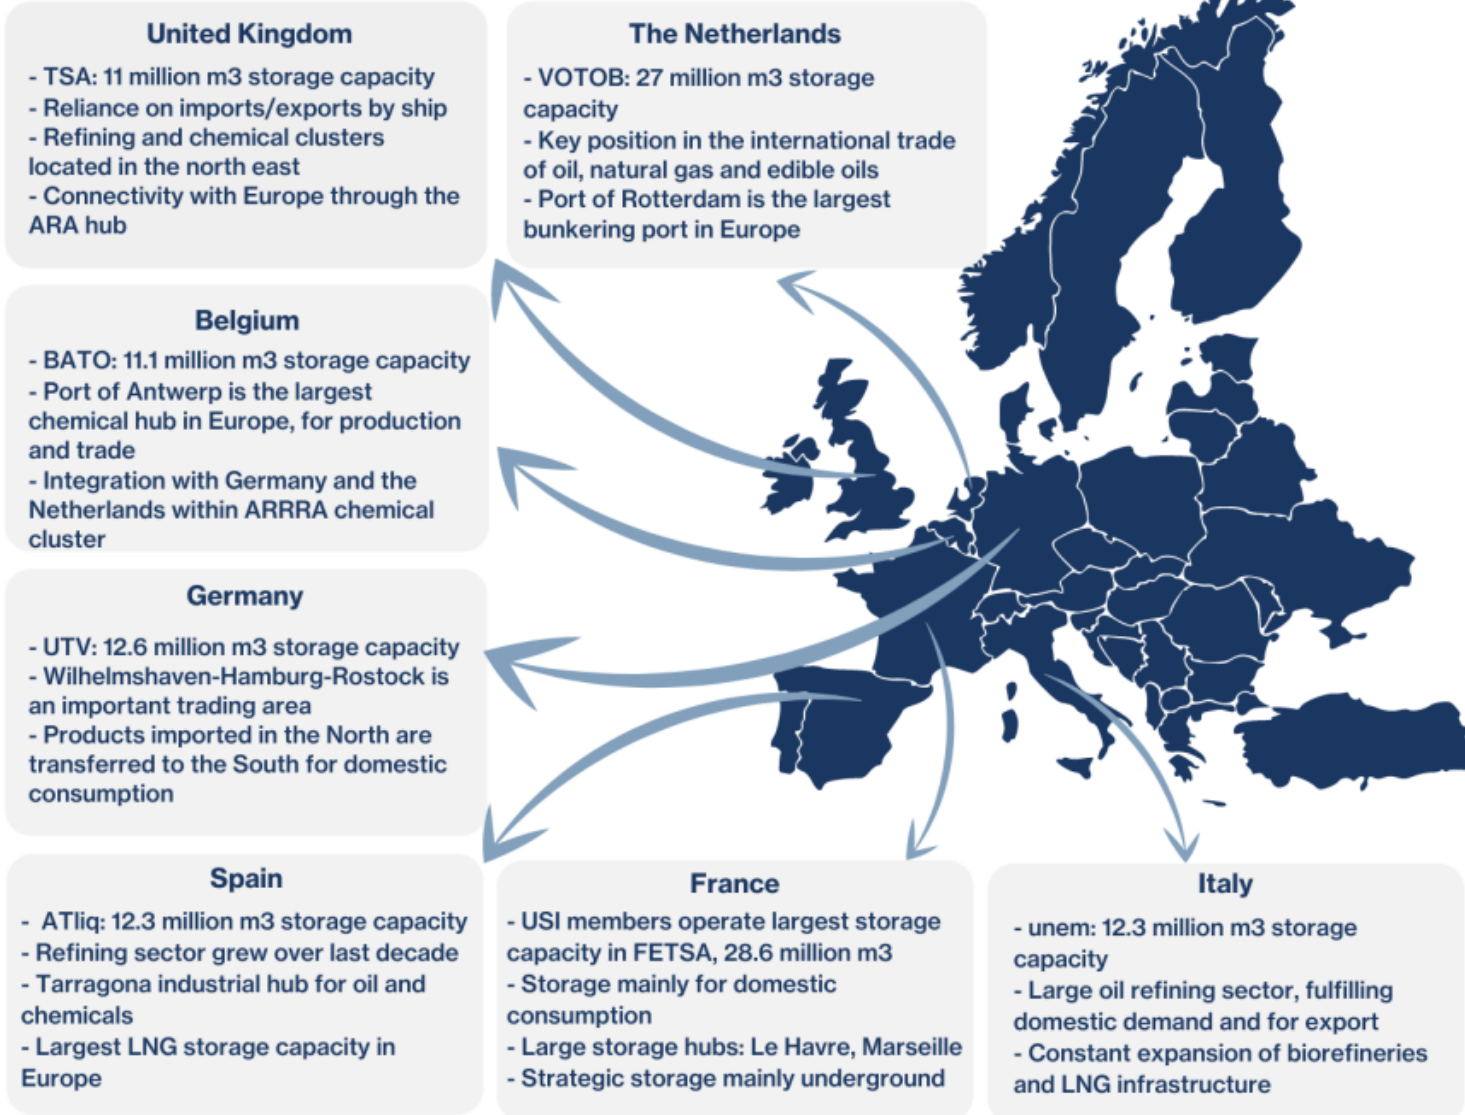 United Kingdom
- TSA: 11 million m3 storage capacity
- Reliance on imports/exports by ship
- Refining and chemical clusters
located in the north east
- Connectivity with Europe through the
ARA hub
The Netherlands
- VOTOB: 27 million m3 storage
capacity
- Key position in the international trade
of oil, natural gas and edible oils
- Port of Rotterdam is the largest
bunkering port in Europe
Belgium
- BATO: 11.1 million m3 storage capacity
- Port of Antwerp is the largest
chemical hub in Europe, for production
and trade
- Integration with Germany and the
Netherlands within ARRRA chemical
cluster
Germany
- UTV: 12.6 million m3 storage capacity
- Wilhelmshaven-Hamburg-Rostock is
an important trading area
- Products imported in the North are
transferred to the South for domestic
consumption
Spain
- ATliq: 12.3 million m3 storage capacity
- Refining sector grew over last decade
- Tarragona industrial hub for oil and
chemicals
- Largest LNG storage capacity in
Europe
France
- USI members operate largest storage
capacity in FETSA, 28.6 million m3
- Storage mainly for domestic
consumption
- Large storage hubs: Le Havre, Marseille
- Strategic storage mainly underground
Italy
- unem: 12.3 million m3 storage
capacity
- Large oil refining sector, fulfilling
domestic demand and for export
- Constant expansion of biorefineries
and LNG infrastructure